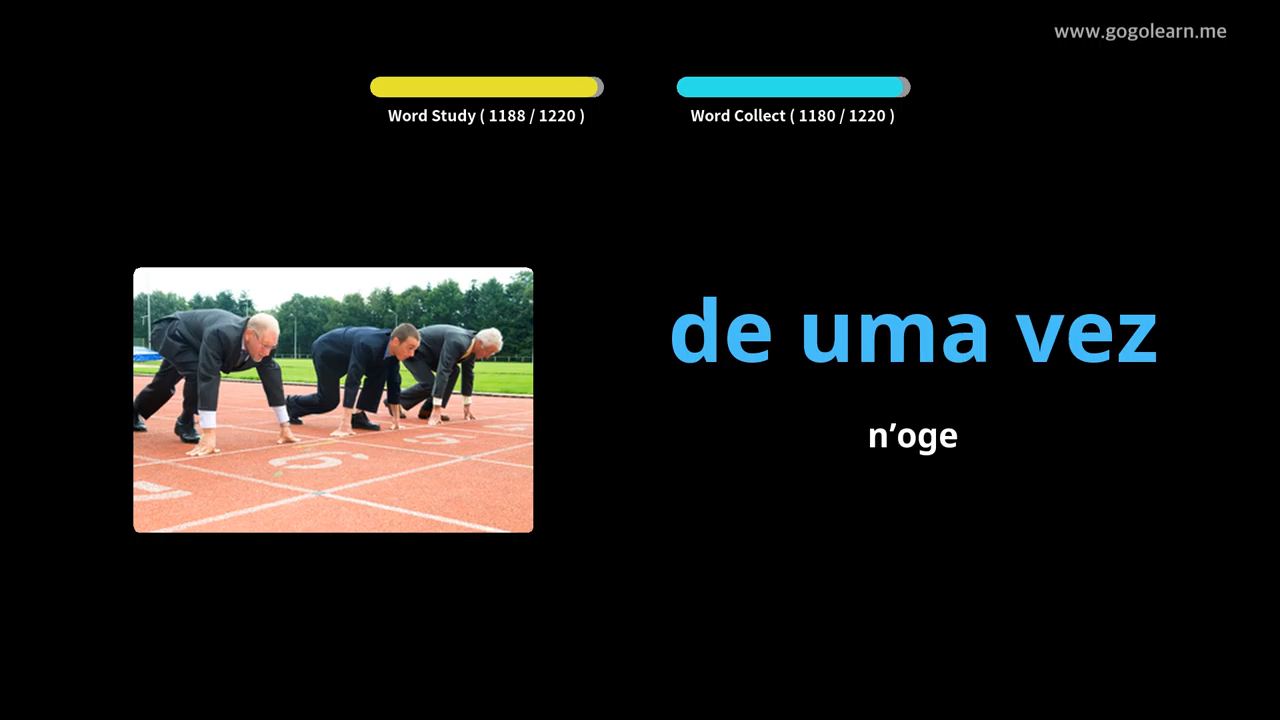 www.gogolearn.me
Word Study ( 1188 / 1220 )
Word Collect ( 1180 / 1220 )
de uma vez
n’oge